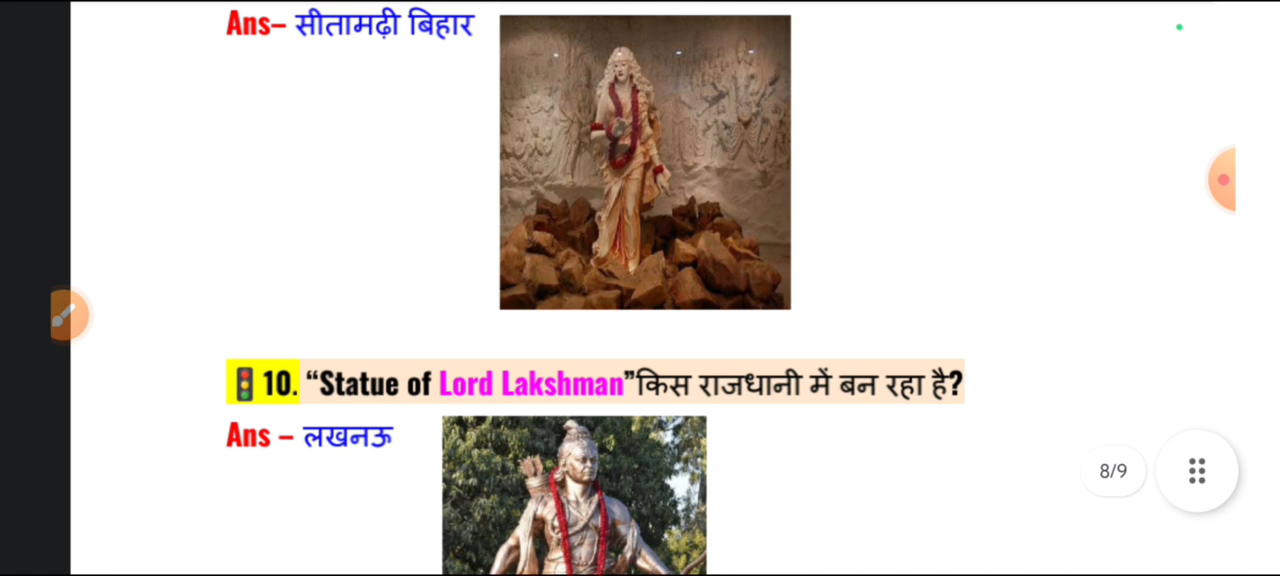 Ans– सीतामढ़ी बिहार
🚦10. “Statue of Lord Lakshman”किस राजधानी में बन रहा है?
Ans – लखनऊ
8/9